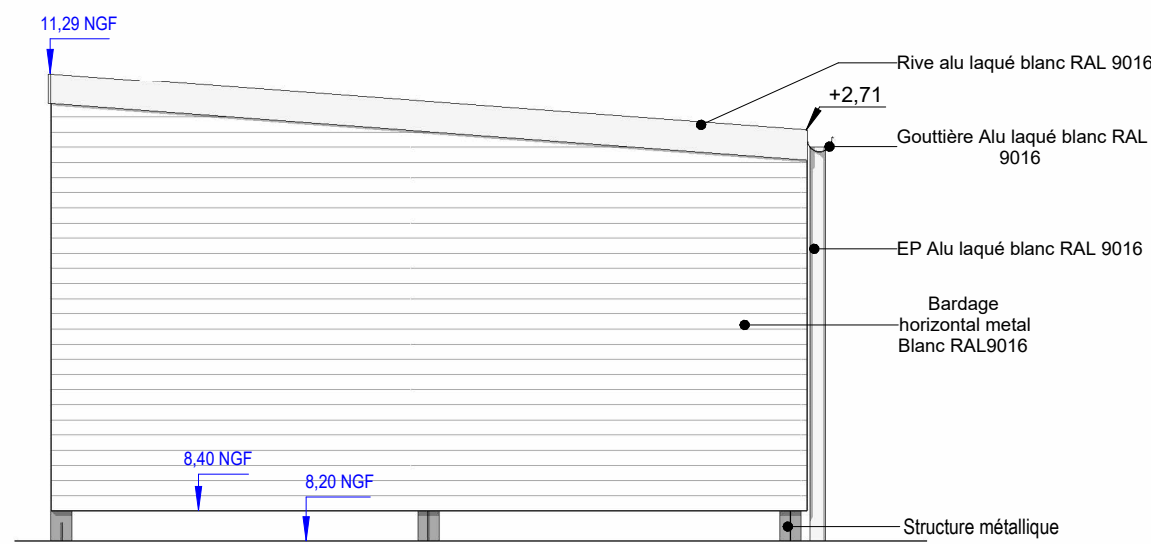 11,29 NGF
Rive alu laqué blanc RAL 9016
+2,71
Gouttière Alu laqué blanc RAL
9016
EP Alu laqué blanc RAL 9016
Bardage
horizontal metal
Blanc RAL9016
8,40 NGF
8,20 NGF
Structure métallique